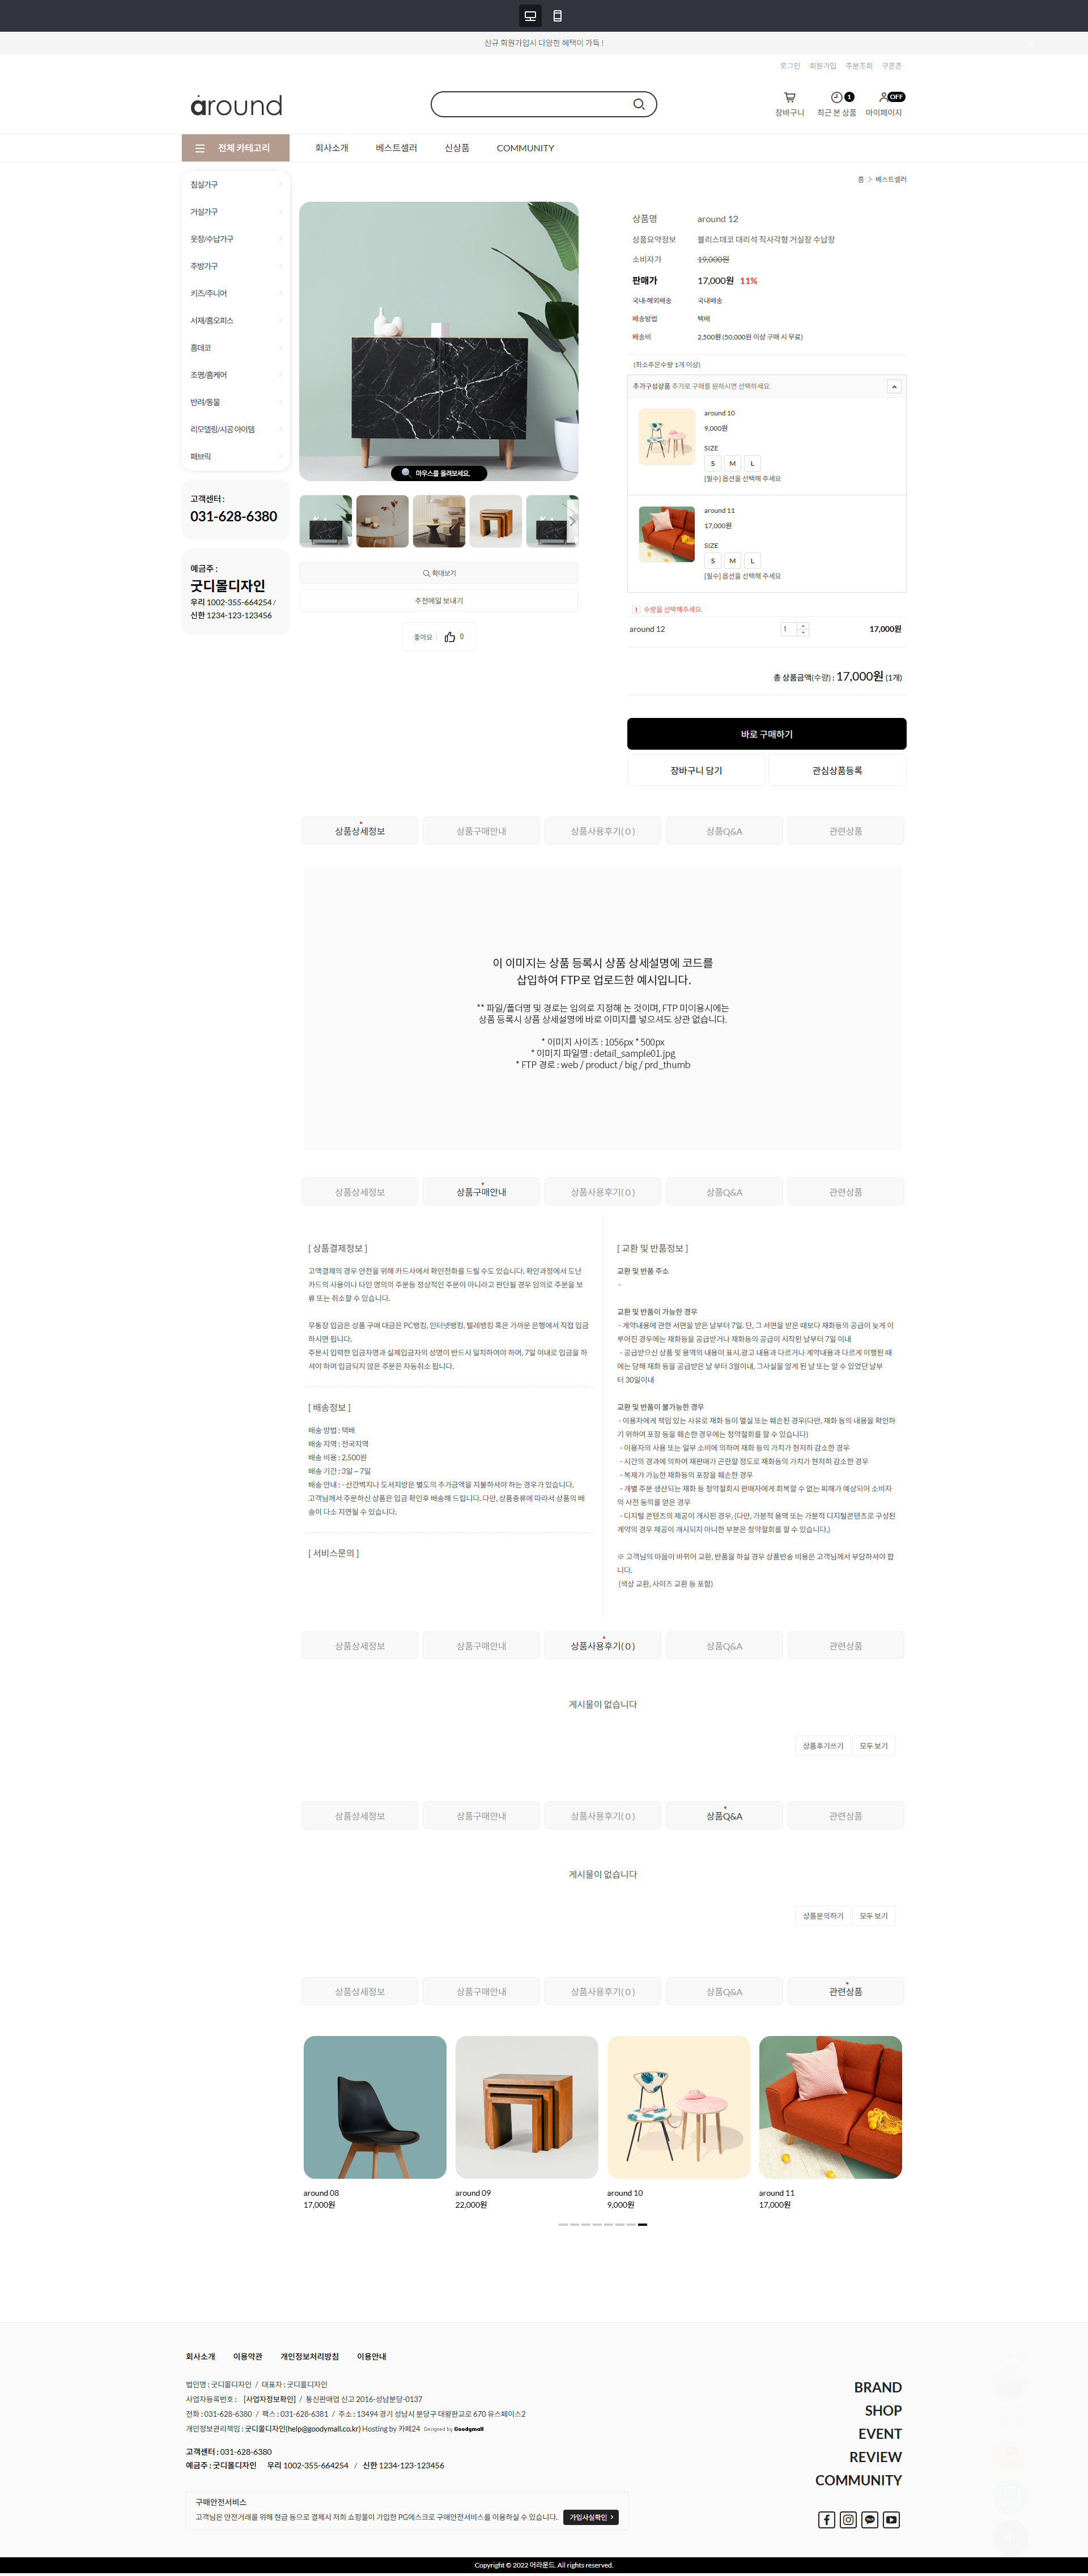 신규 회원가입시 다양한 혜택이 가득 !
로그인 회원가입 주문조회 쿠폰존
around
1
OFF
장바구니 최근 본 상품 마이페이지
전체 카테고리 회사소개 베스트셀러 신상품 COMMUNITY
홈 > 베스트셀러
침실가구
거실가구
옷장/수납가구
주방가구
키즈/주니어
서재/홈오피스
홈데코
조명/홈케어
반려/동물
리모델링/시공 아이템
패브릭
고객센터 :
031-628-6380
예금주 :
굿디몰디자인
우리 1002-355-664254 /
신한 1234-123-123456
마우스를 올려보세요.
확대보기
추천메일 보내기
좋아요 0
상품명 around 12
상품요약정보 블리스데코 대리석 직사각형 거실장 수납장
소비자가 19,000원
판매가 17,000원 11%
국내·해외배송 국내배송
배송방법 택배
배송비 2,500원 (50,000원 이상 구매 시 무료)
(최소주문수량 1개 이상)
추가구성상품 추가로 구매를 원하시면 선택하세요.
around 10
9,000원
SIZE
S M L
[필수] 옵션을 선택해 주세요
around 11
17,000원
SIZE
S M L
[필수] 옵션을 선택해 주세요
수량을 선택해주세요.
around 12 1 17,000원
총 상품금액(수량) : 17,000원 (1개)
바로 구매하기
장바구니 담기 관심상품등록
상품상세정보 상품구매안내 상품사용후기( 0 ) 상품Q&A 관련상품
이 이미지는 상품 등록시 상품 상세설명에 코드를
삽입하여 FTP로 업로드한 예시입니다.
** 파일/폴더명 및 경로는 임의로 지정해 논 것이며, FTP 미이용시에는
상품 등록시 상품 상세설명에 바로 이미지를 넣으셔도 상관 없습니다.
* 이미지 사이즈 : 1056px * 500px
* 이미지 파일명 : detail_sample01.jpg
* FTP 경로 : web / product / big / prd_thumb
상품상세정보 상품구매안내 상품사용후기( 0 ) 상품Q&A 관련상품
[ 상품결제정보 ]
고액결제의 경우 안전을 위해 카드사에서 확인전화를 드릴 수도 있습니다. 확인과정에서 도난
카드의 사용이나 타인 명의의 주문등 정상적인 주문이 아니라고 판단될 경우 임의로 주문을 보
류 또는 취소할 수 있습니다.
무통장 입금은 상품 구매 대금은 PC뱅킹, 인터넷뱅킹, 텔레뱅킹 혹은 가까운 은행에서 직접 입금
하시면 됩니다.
주문시 입력한 입금자명과 실제입금자의 성명이 반드시 일치하여야 하며, 7일 이내로 입금을 하
셔야 하며 입금되지 않은 주문은 자동취소 됩니다.
[ 배송정보 ]
배송 방법 : 택배
배송 지역 : 전국지역
배송 비용 : 2,500원
배송 기간 : 3일 ~ 7일
배송 안내 : - 산간벽지나 도서지방은 별도의 추가금액을 지불하셔야 하는 경우가 있습니다.
고객님께서 주문하신 상품은 입금 확인후 배송해 드립니다. 다만, 상품종류에 따라서 상품의 배
송이 다소 지연될 수 있습니다.
[ 서비스문의 ]
[ 교환 및 반품정보 ]
교환 및 반품 주소
-
교환 및 반품이 가능한 경우
- 계약내용에 관한 서면을 받은 날부터 7일. 단, 그 서면을 받은 때보다 재화등의 공급이 늦게 이
루어진 경우에는 재화등을 공급받거나 재화등의 공급이 시작된 날부터 7일 이내
- 공급받으신 상품 및 용역의 내용이 표시.광고 내용과 다르거나 계약내용과 다르게 이행된 때
에는 당해 재화 등을 공급받은 날 부터 3월이내, 그사실을 알게 된 날 또는 알 수 있었던 날부
터 30일이내
교환 및 반품이 불가능한 경우
- 이용자에게 책임 있는 사유로 재화 등이 멸실 또는 훼손된 경우(다만, 재화 등의 내용을 확인하
기 위하여 포장 등을 훼손한 경우에는 청약철회를 할 수 있습니다)
- 이용자의 사용 또는 일부 소비에 의하여 재화 등의 가치가 현저히 감소한 경우
- 시간의 경과에 의하여 재판매가 곤란할 정도로 재화등의 가치가 현저히 감소한 경우
- 복제가 가능한 재화등의 포장을 훼손한 경우
- 개별 주문 생산되는 재화 등 청약철회시 판매자에게 회복할 수 없는 피해가 예상되어 소비자
의 사전 동의를 얻은 경우
- 디지털 콘텐츠의 제공이 개시된 경우, (다만, 가분적 용역 또는 가분적 디지털콘텐츠로 구성된
계약의 경우 제공이 개시되지 아니한 부분은 청약철회를 할 수 있습니다.)
※ 고객님의 마음이 바뀌어 교환, 반품을 하실 경우 상품반송 비용은 고객님께서 부담하셔야 합
니다.
(색상 교환, 사이즈 교환 등 포함)
상품상세정보 상품구매안내 상품사용후기( 0 ) 상품Q&A 관련상품
게시물이 없습니다
상품후기쓰기 모두 보기
상품상세정보 상품구매안내 상품사용후기( 0 ) 상품Q&A 관련상품
게시물이 없습니다
상품문의하기 모두 보기
상품상세정보 상품구매안내 상품사용후기( 0 ) 상품Q&A 관련상품
around 08 around 09 around 10 around 11
17,000원 22,000원 9,000원 17,000원
회사소개 이용약관 개인정보처리방침 이용안내
법인명 : 굿디몰디자인 / 대표자 : 굿디몰디자인
사업자등록번호 : [사업자정보확인] / 통신판매업 신고 2016-성남분당-0137
전화 : 031-628-6380 / 팩스 : 031-628-6381 / 주소 : 13494 경기 성남시 분당구 대왕판교로 670 유스페이스2
개인정보관리책임 : 굿디몰디자인(help@goodymall.co.kr) Hosting by 카페24 Designed by Goodymall
고객센터 : 031-628-6380
예금주 : 굿디몰디자인 우리 1002-355-664254 / 신한 1234-123-123456
구매안전서비스
고객님은 안전거래를 위해 현금 등으로 결제시 저희 쇼핑몰이 가입한 PG에스크로 구매안전서비스를 이용하실 수 있습니다. 가입사실확인 >
BRAND
SHOP
EVENT
REVIEW
COMMUNITY
Copyright © 2022 어라운드. All rights reserved.